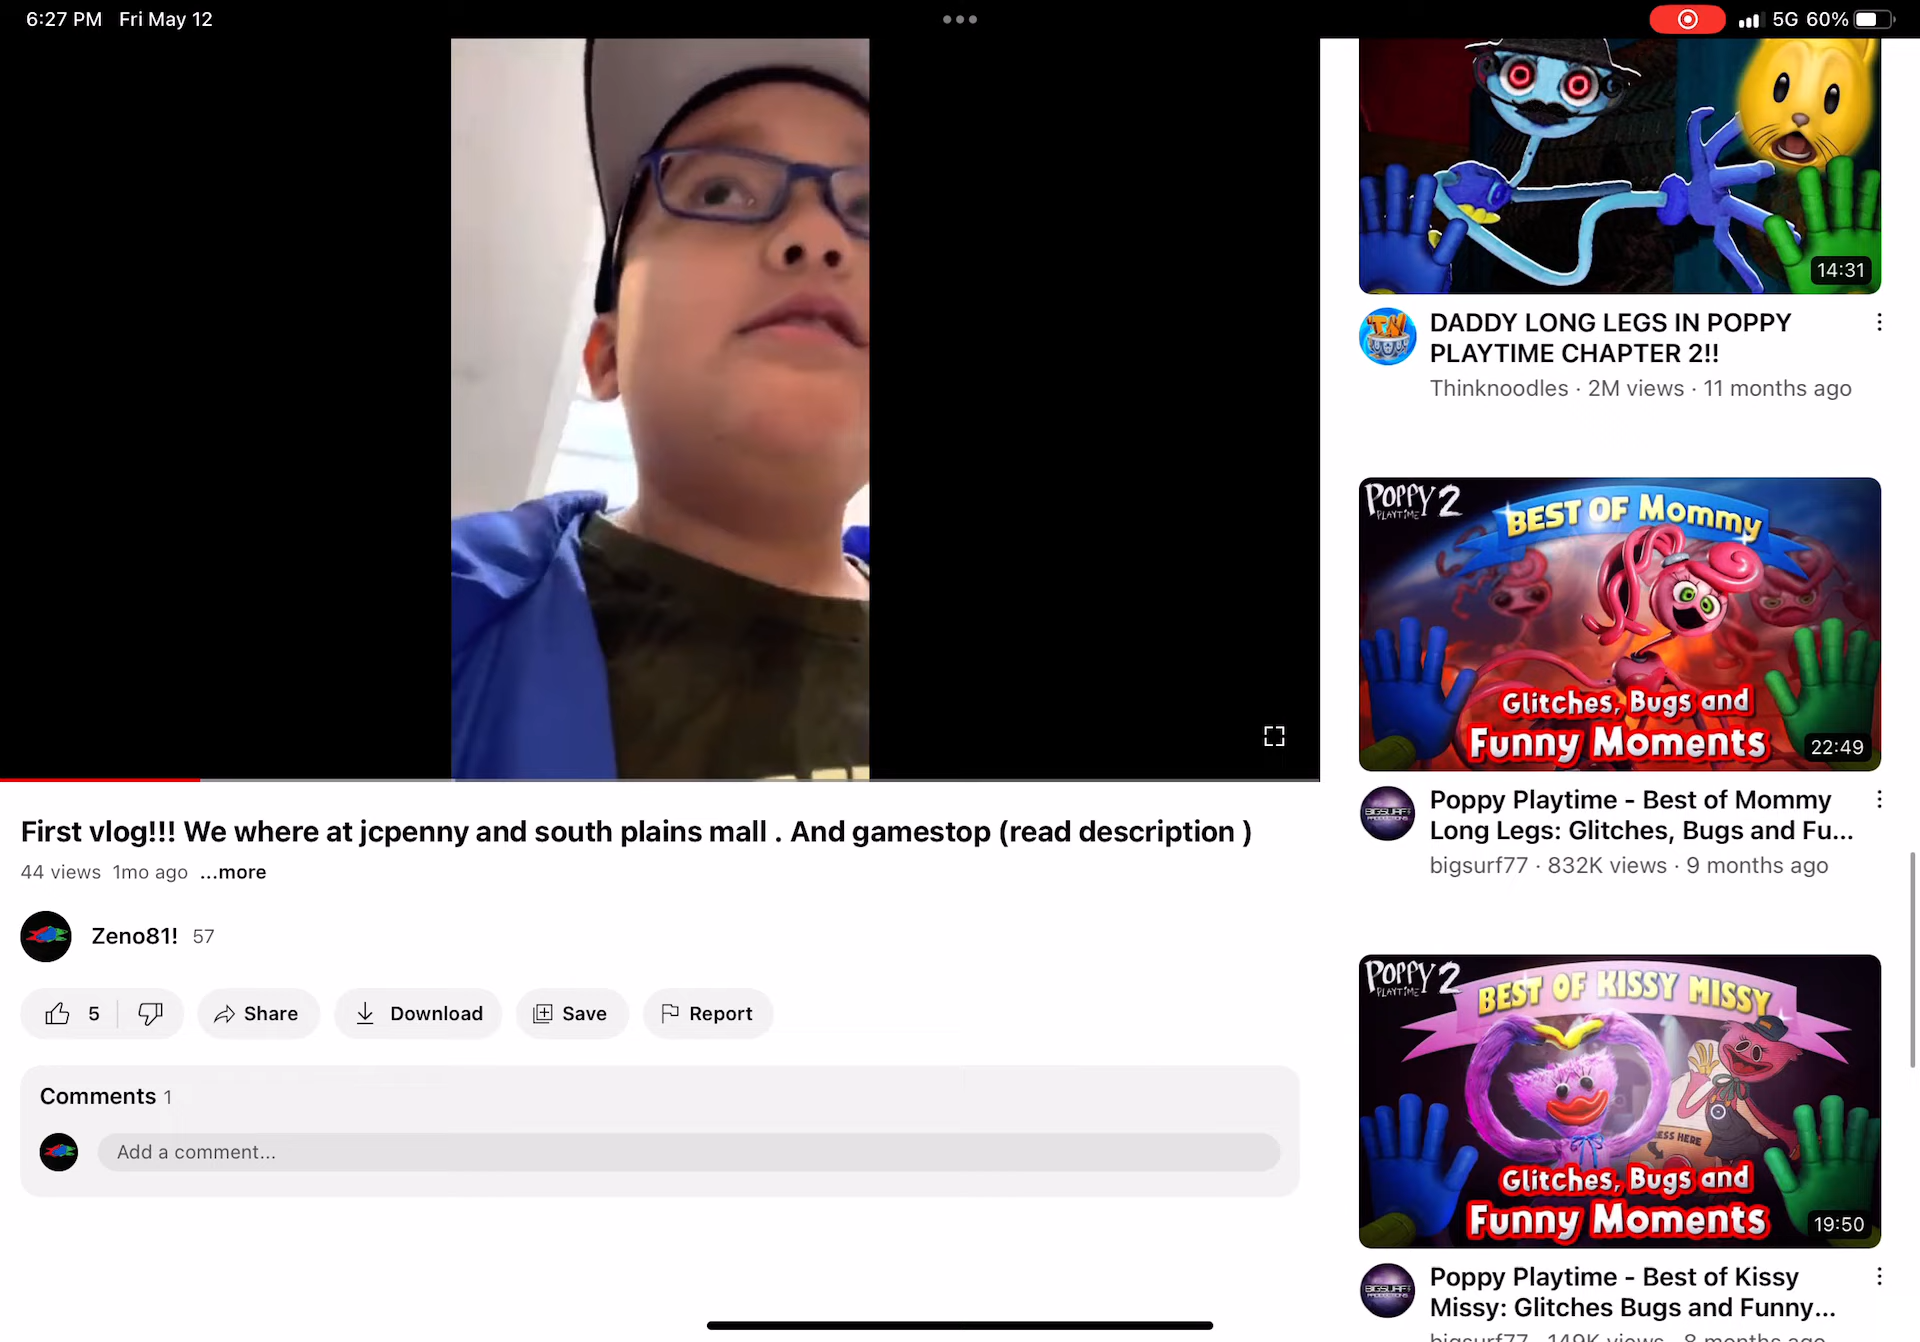 6:27 PM Fri May 12
5G 60%
First vlog!!! We where at jcpenny and south plains mall . And gamestop (read description )
44 views 1mo ago ...more
Zeno81! 57
5
Share
Download
Save
Report
Comments 1
Add a comment...
14:31
DADDY LONG LEGS IN POPPY
PLAYTIME CHAPTER 2!!
Thinknoodles · 2M views · 11 months ago
POPPY 2
PLAYTIME
BEST OF Mommy
Glitches, Bugs and
Funny Moments
22:49
Poppy Playtime - Best of Mommy
Long Legs: Glitches, Bugs and Fu...
bigsurf77 · 832K views · 9 months ago
POPPY 2
PLAYTIME
BEST OF KISSY MISSY
ESS HERE
Glitches, Bugs and
Funny Moments
19:50
Poppy Playtime - Best of Kissy
Missy: Glitches Bugs and Funny...
bigsurf77 · 149K views · 8 months ago